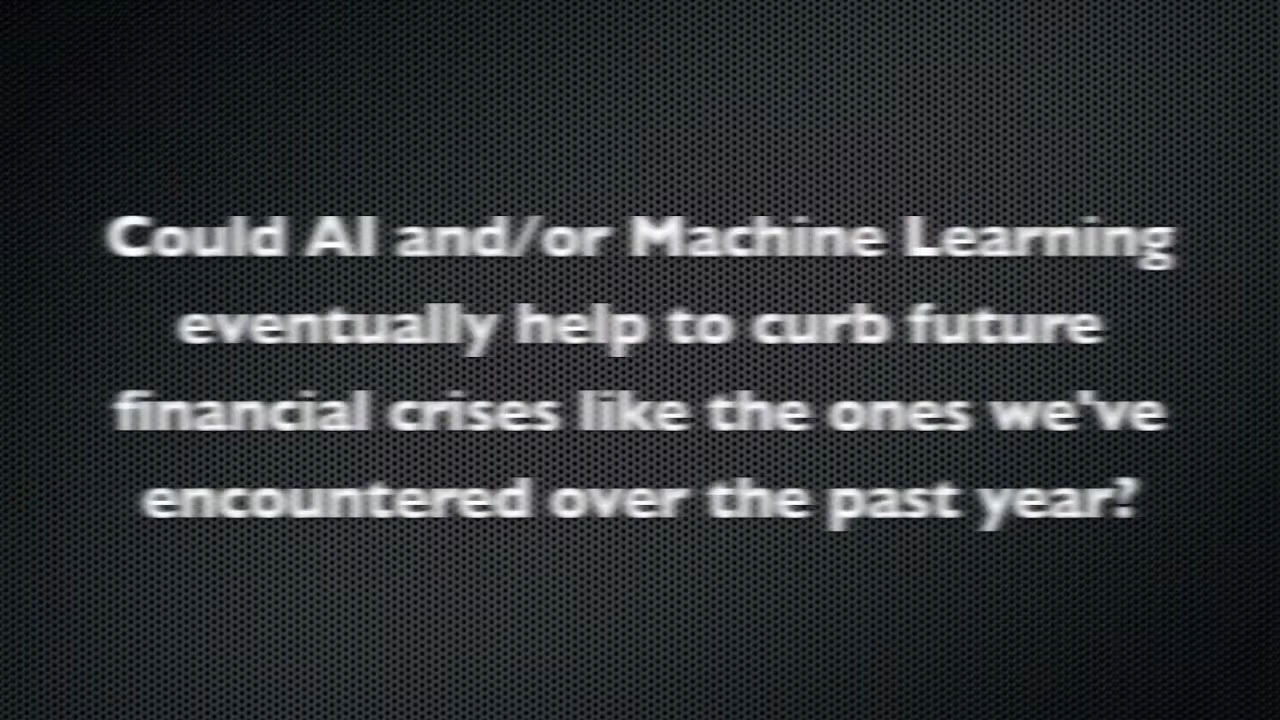 Could AI and/or Machine Learning
eventually help to curb future
financial crises like the ones we've
encountered over the past year?